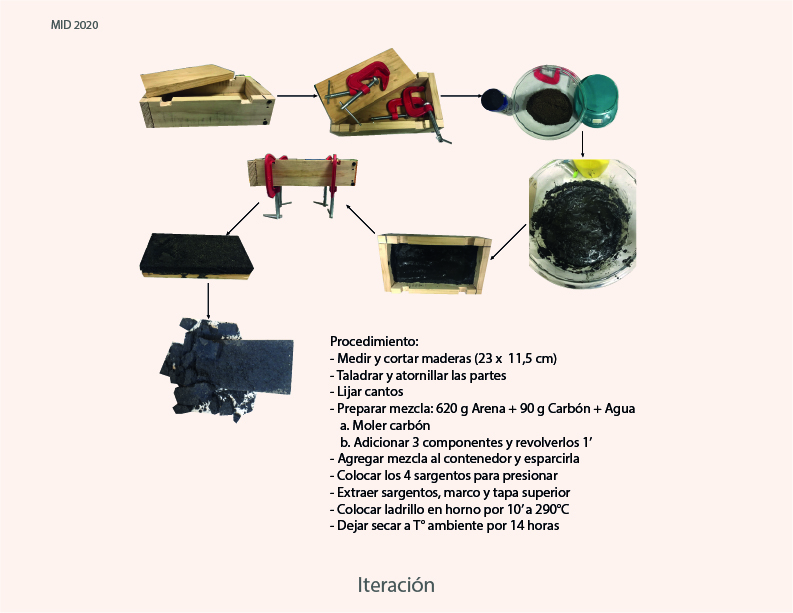 MID 2020
Procedimiento:
- Medir y cortar maderas (23 x  11,5 cm)
- Taladrar y atornillar las partes
- Lijar cantos
- Preparar mezcla: 620 g Arena + 90 g Carbón + Agua
a. Moler carbón
b. Adicionar 3 componentes y revolverlos 1’
- Agregar mezcla al contenedor y esparcirla
- Colocar los 4 sargentos para presionar
- Extraer sargentos, marco y tapa superior
- Colocar ladrillo en horno por 10’ a 290°C
- Dejar secar a T° ambiente por 14 horas
Iteración